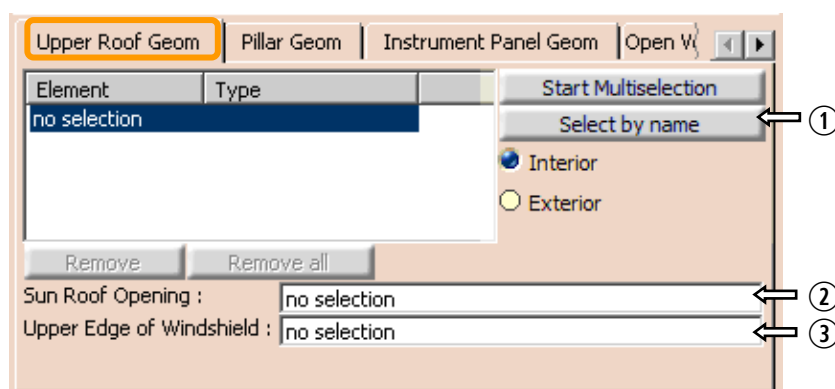 Upper Roof Geom Pillar Geom Instrument Panel Geom Open
Element Type Start Multiselection
no selection Select by name ①
Interior
Exterior
Remove Remove all
Sun Roof Opening : no selection ②
Upper Edge of Windshield : no selection ③